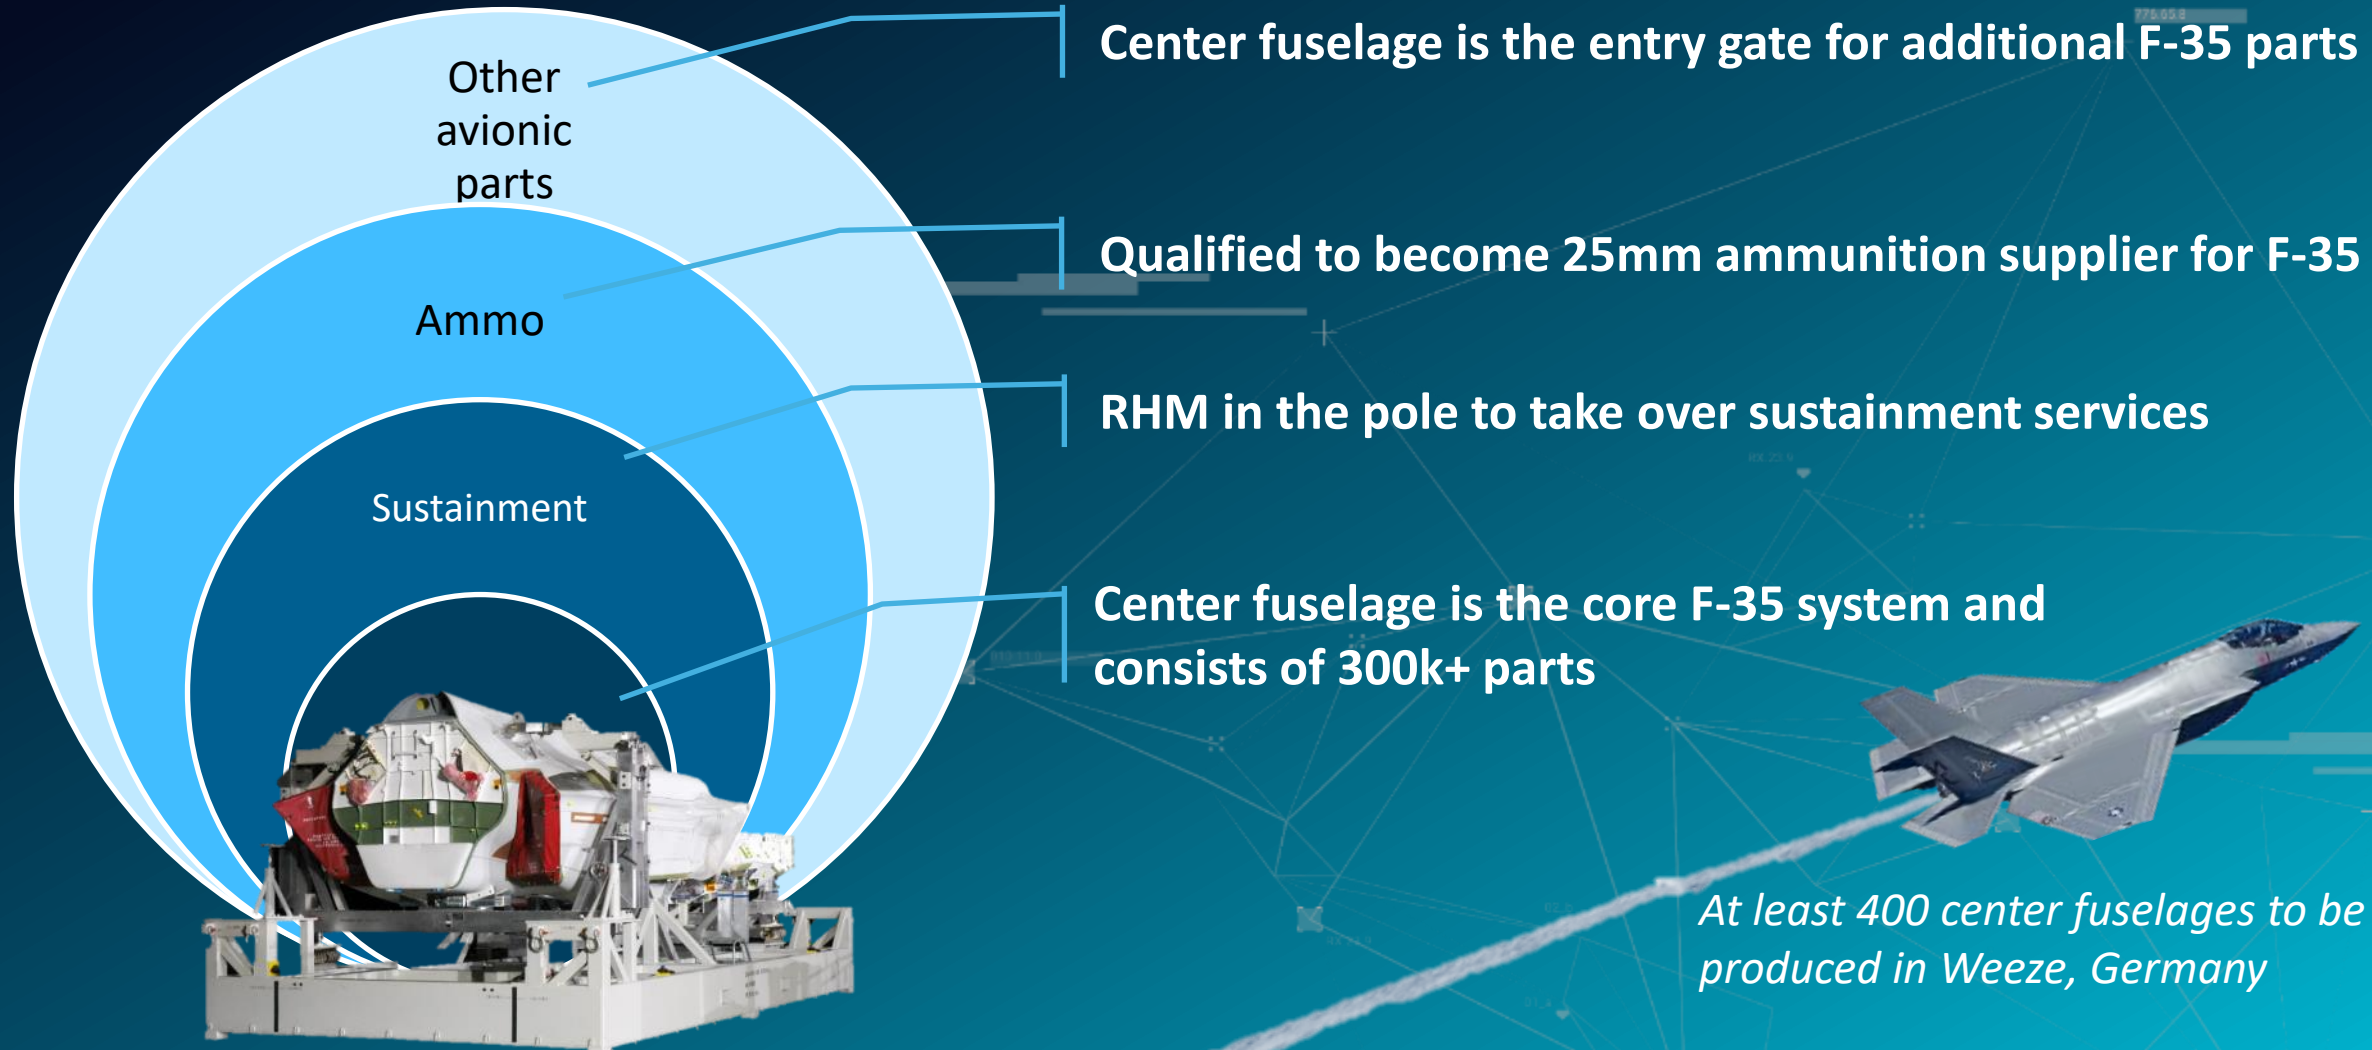 Other
avionic
parts
Ammo
Sustainment
Center fuselage is the entry gate for additional F-35 parts
Qualified to become 25mm ammunition supplier for F-35
RHM in the pole to take over sustainment services
Center fuselage is the core F-35 system and
consists of 300k+ parts
At least 400 center fuselages to be
produced in Weeze, Germany